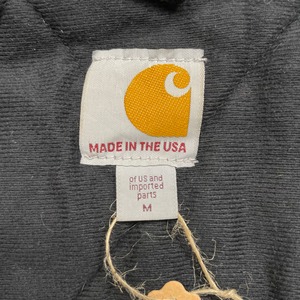 MADE IN THE USA
of US and
imported
parts
M